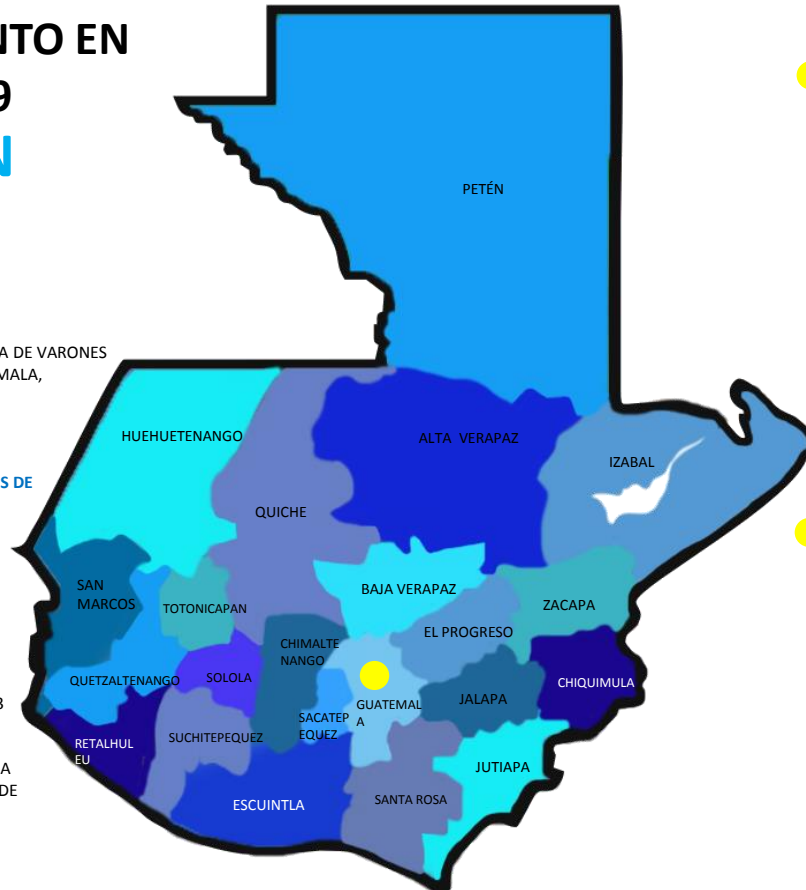 NTO EN
9
N
A DE VARONES
MALA,
S DE
3
A
DE
PETÉN
HUEHUETENANGO
ALTA VERAPAZ
IZABAL
QUICHE
SAN
MARCOS
TOTONICAPAN
BAJA VERAPAZ
ZACAPA
EL PROGRESO
CHIMALTE
NANGO
QUETZALTENANGO
SOLOLA
CHIQUIMULA
JALAPA
GUATEMAL
A
SACATEP
EQUEZ
RETALHUL
EU
SUCHITEPEQUEZ
JUTIAPA
ESCUINTLA
SANTA ROSA